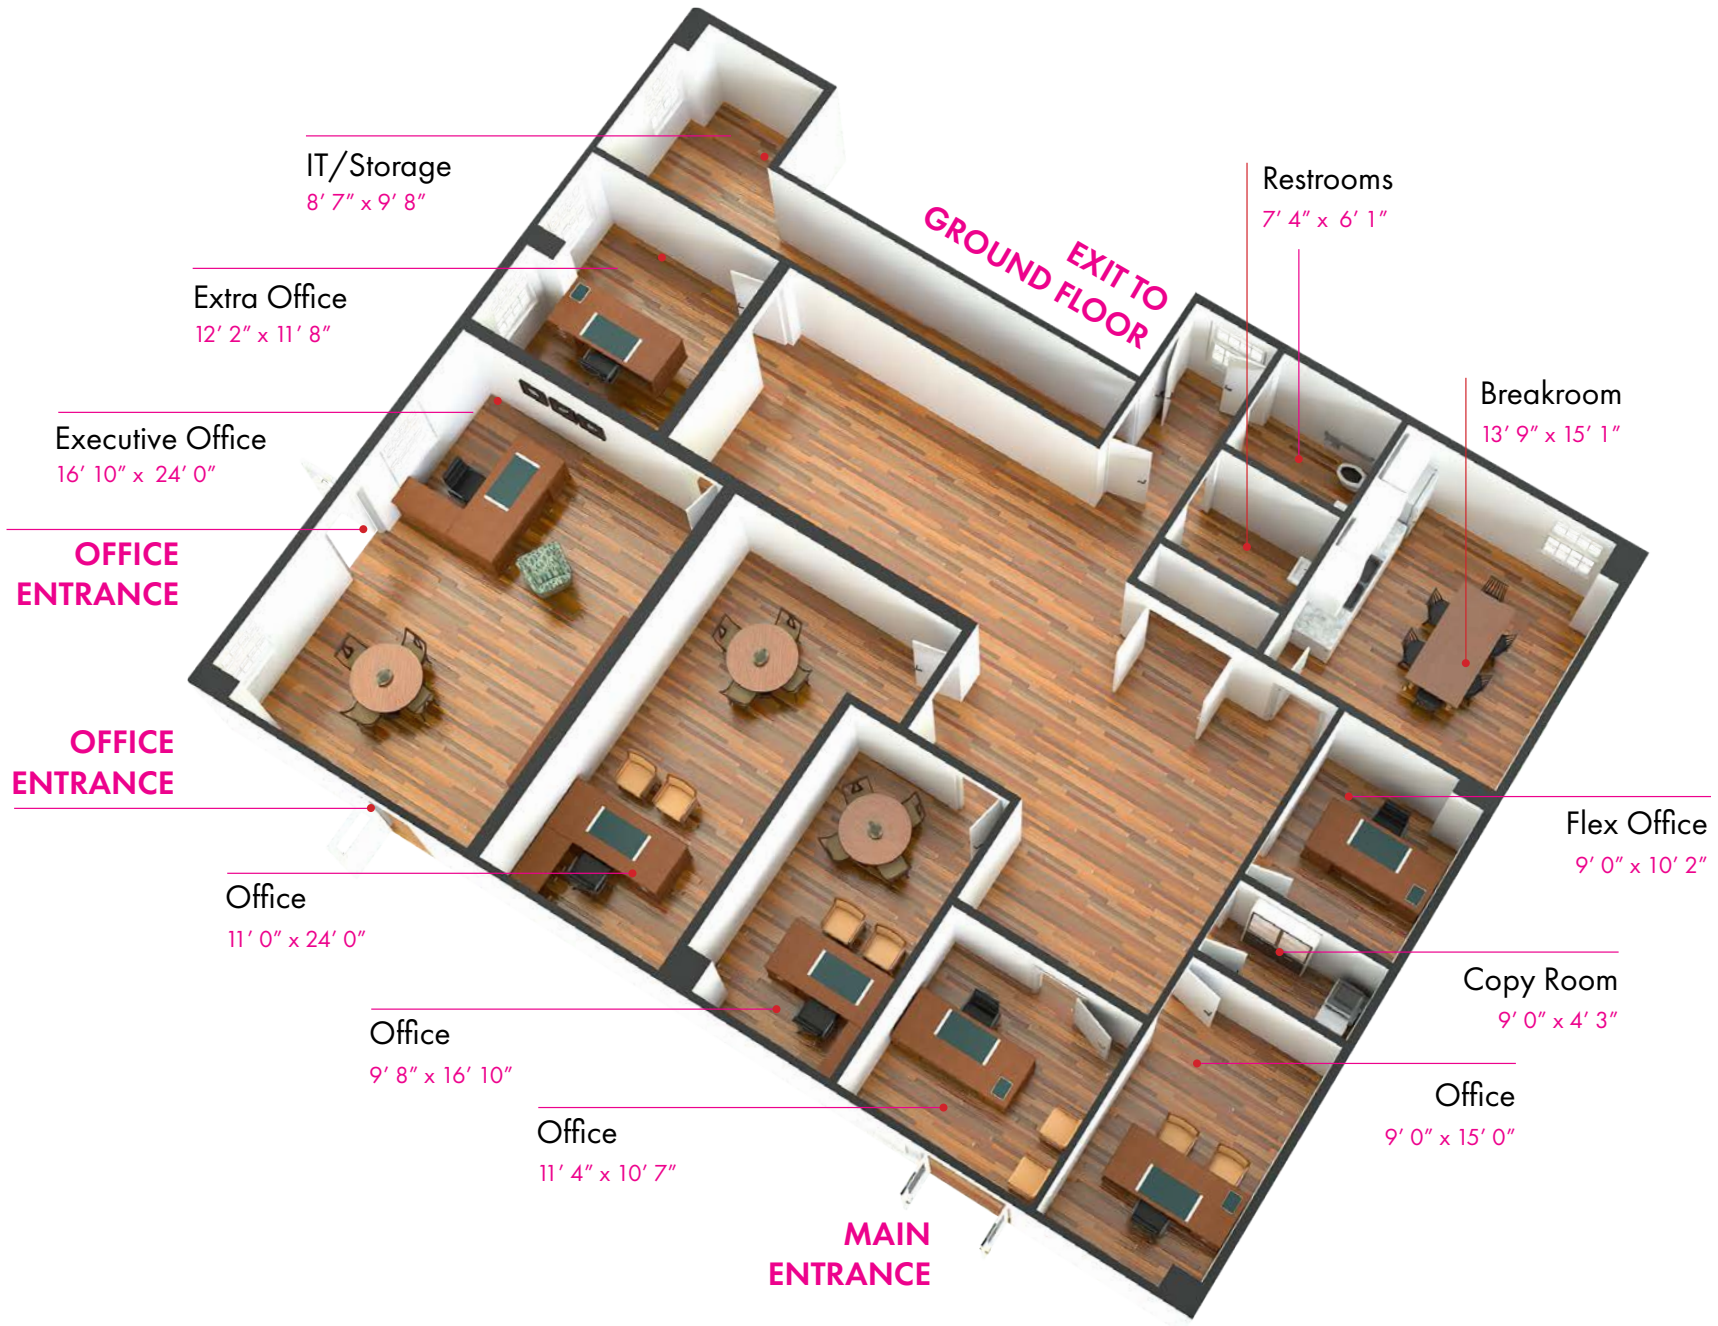 IT/Storage
8’ 7” x 9’ 8”
Restrooms
7’ 4” x 6’ 1”
EXIT TO
GROUND FLOOR
Extra Office
12’ 2” x 11’ 8”
Breakroom
13’ 9” x 15’ 1”
Executive Office
16’ 10” x 24’ 0”
OFFICE
ENTRANCE
OFFICE
ENTRANCE
Flex Office
9’ 0” x 10’ 2”
Office
11’ 0” x 24’ 0”
Copy Room
9’ 0” x 4’ 3”
Office
9’ 8” x 16’ 10”
Office
9’ 0” x 15’ 0”
Office
11’ 4” x 10’ 7”
MAIN
ENTRANCE